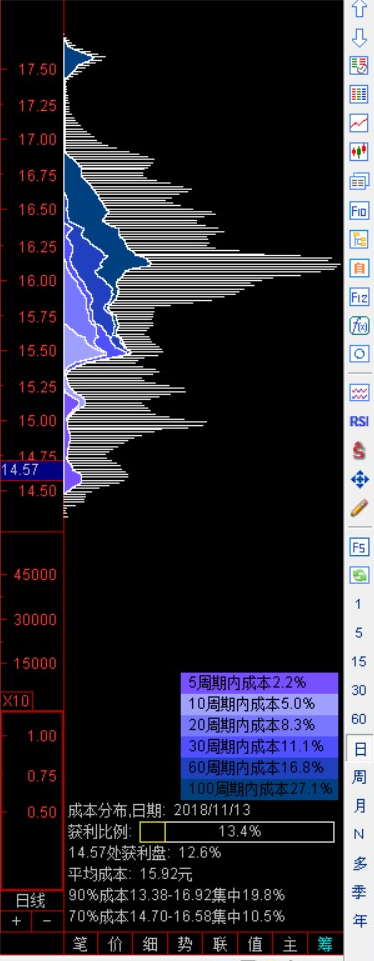 17.50
17.25
17.00
16.75
16.50
16.25
16.00
15.75
15.50
15.25
15.00
14.75
14.57
14.50
45000
30000
15000
X10
1.00
0.75
0.50
5周期内成本2.2%
10周期内成本5.0%
20周期内成本8.3%
30周期内成本11.1%
60周期内成本16.8%
100周期内成本27.1%
成本分布,日期: 2018/11/13
获利比例: 13.4%
14.57处获利盘: 12.6%
平均成本: 15.92元
90%成本13.38-16.92集中19.8%
70%成本14.70-16.58集中10.5%
日线
+ −
笔 价 细 势 联 值 主 筹
F10
自
F12
f(x)
RSI
$
F5
1
5
15
30
60
日
周
月
N
多
季
年